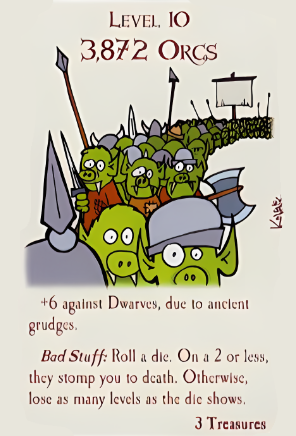 Level 10
3,872 Orcs
Kovalic
+6 against Dwarves, due to ancient
grudges.
Bad Stuff: Roll a die. On a 2 or less,
they stomp you to death. Otherwise,
lose as many levels as the die shows.
3 Treasures